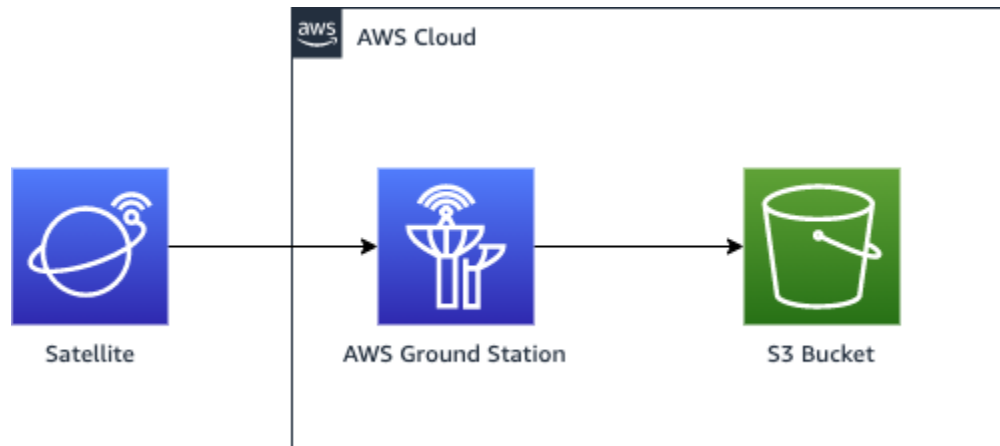 aws
AWS Cloud
Satellite
AWS Ground Station
S3 Bucket